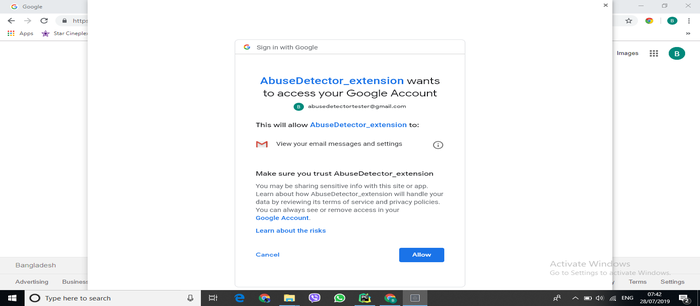 Google
https
Apps
Star Cineplex
Images
B
B
Sign in with Google
AbuseDetector_extension wants
to access your Google Account
B abusedetectortester@gmail.com
This will allow AbuseDetector_extension to:
View your email messages and settings
Make sure you trust AbuseDetector_extension
You may be sharing sensitive info with this site or app.
Learn about how AbuseDetector_extension will handle your
data by reviewing its terms of service and privacy policies.
You can always see or remove access in your
Google Account.
Learn about the risks
Cancel
Allow
Bangladesh
Advertising
Business
Activate Windows
Go to Settings to activate Windows.
Terms
Settings
Type here to search
ENG
07:42
28/07/2019